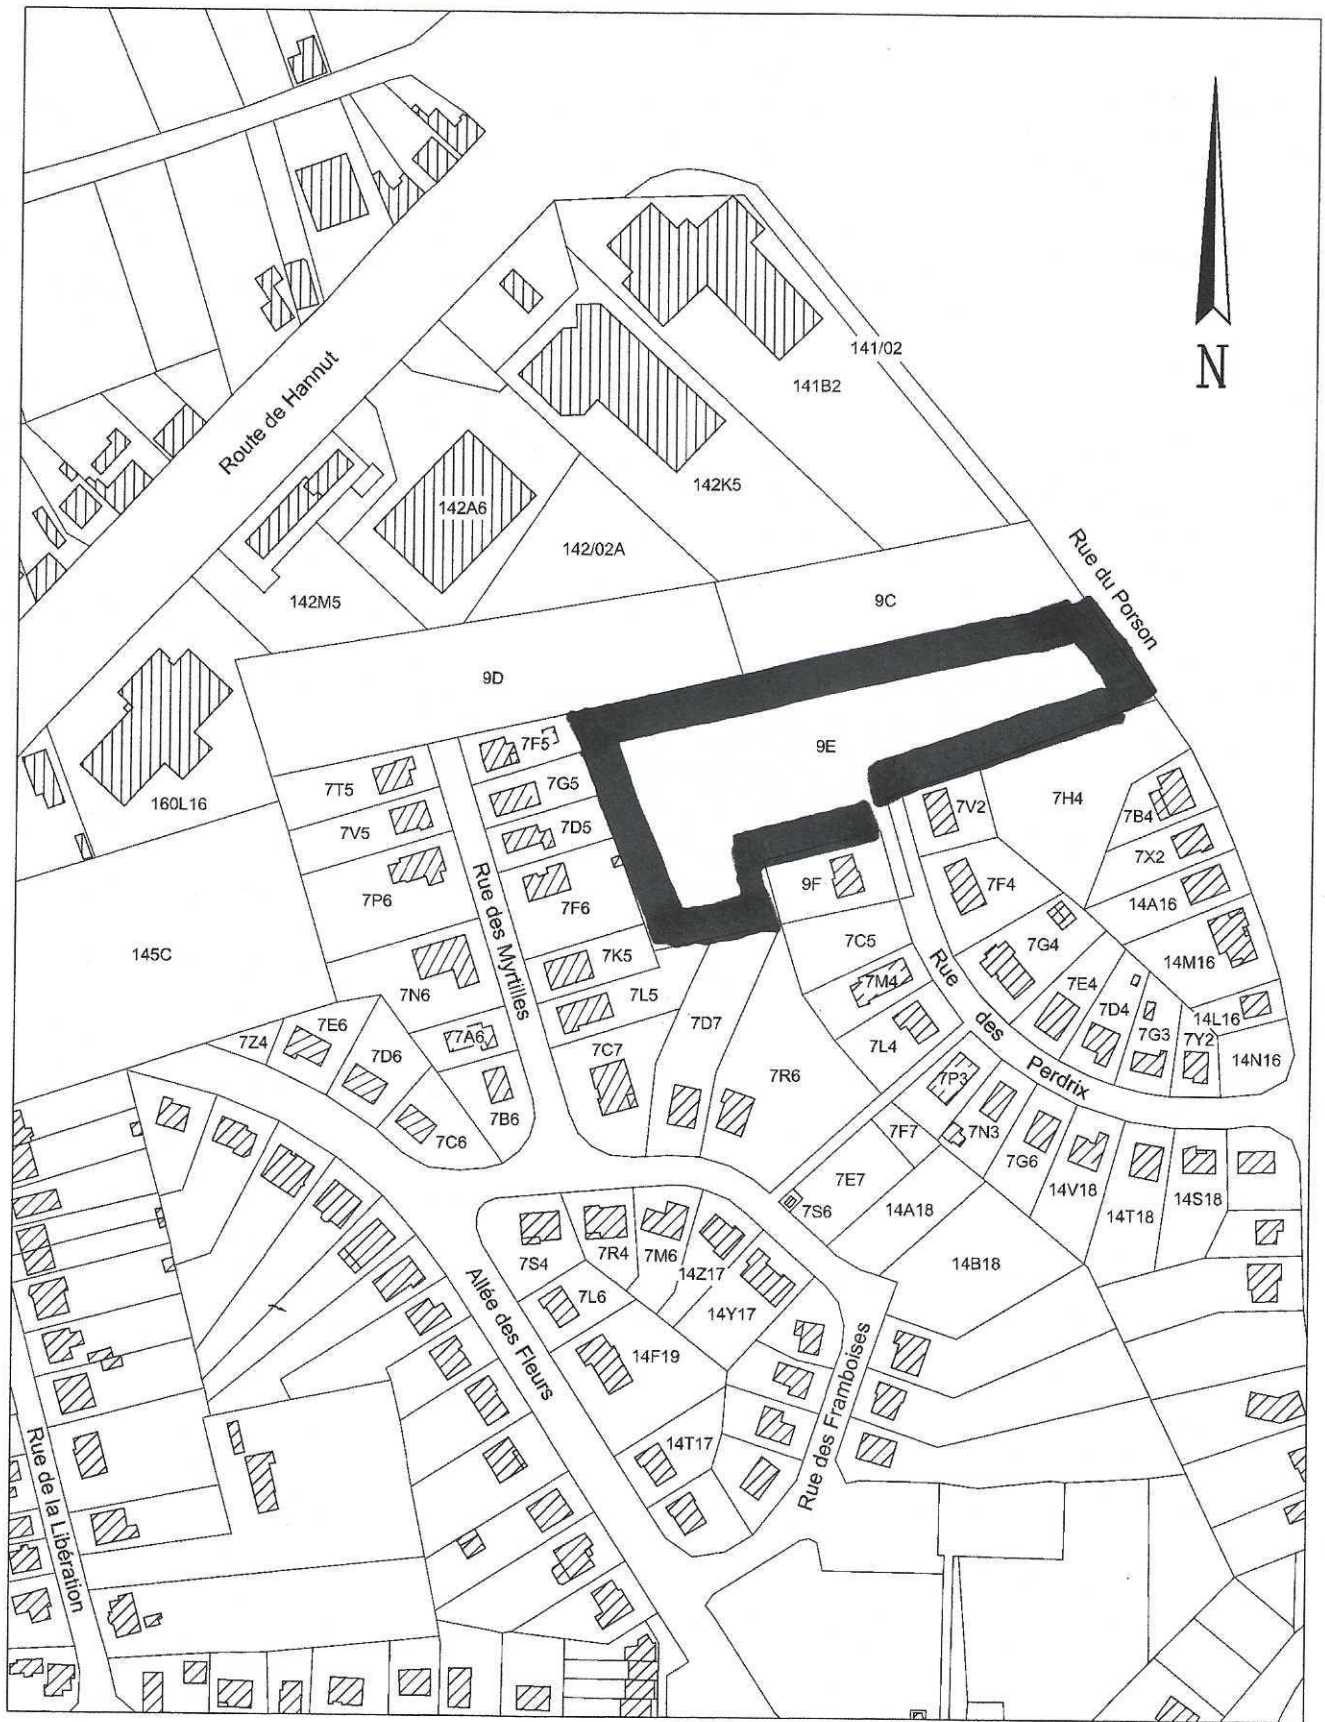 N
Route de Hannut
141/02
141B2
142K5
142A6
142/02A
142M5
9C
Rue du Porson
9D
9E
7F5
7T5
7G5
160L16
7V2
7H4
7B4
7V5
7D5
7X2
7P6
Rue des Myrtilles
7F6
9F
7F4
14A16
145C
7K5
7C5
Rue des Perdrix
7G4
14M16
7N6
7M4
7E4
7L5
7D4
14L16
7E6
7D7
7G3
7Y2
7Z4
7A6
7L4
7D6
7C7
7R6
7P3
14N16
7B6
7C6
7F7
7N3
7G6
7E7
14V18
14S18
7S6
14A18
14T18
7S4
7R4
7M6
14Z17
14B18
Allée des Fleurs
7L6
14Y17
14F19
Rue des Framboises
14T17
Rue de la Libération